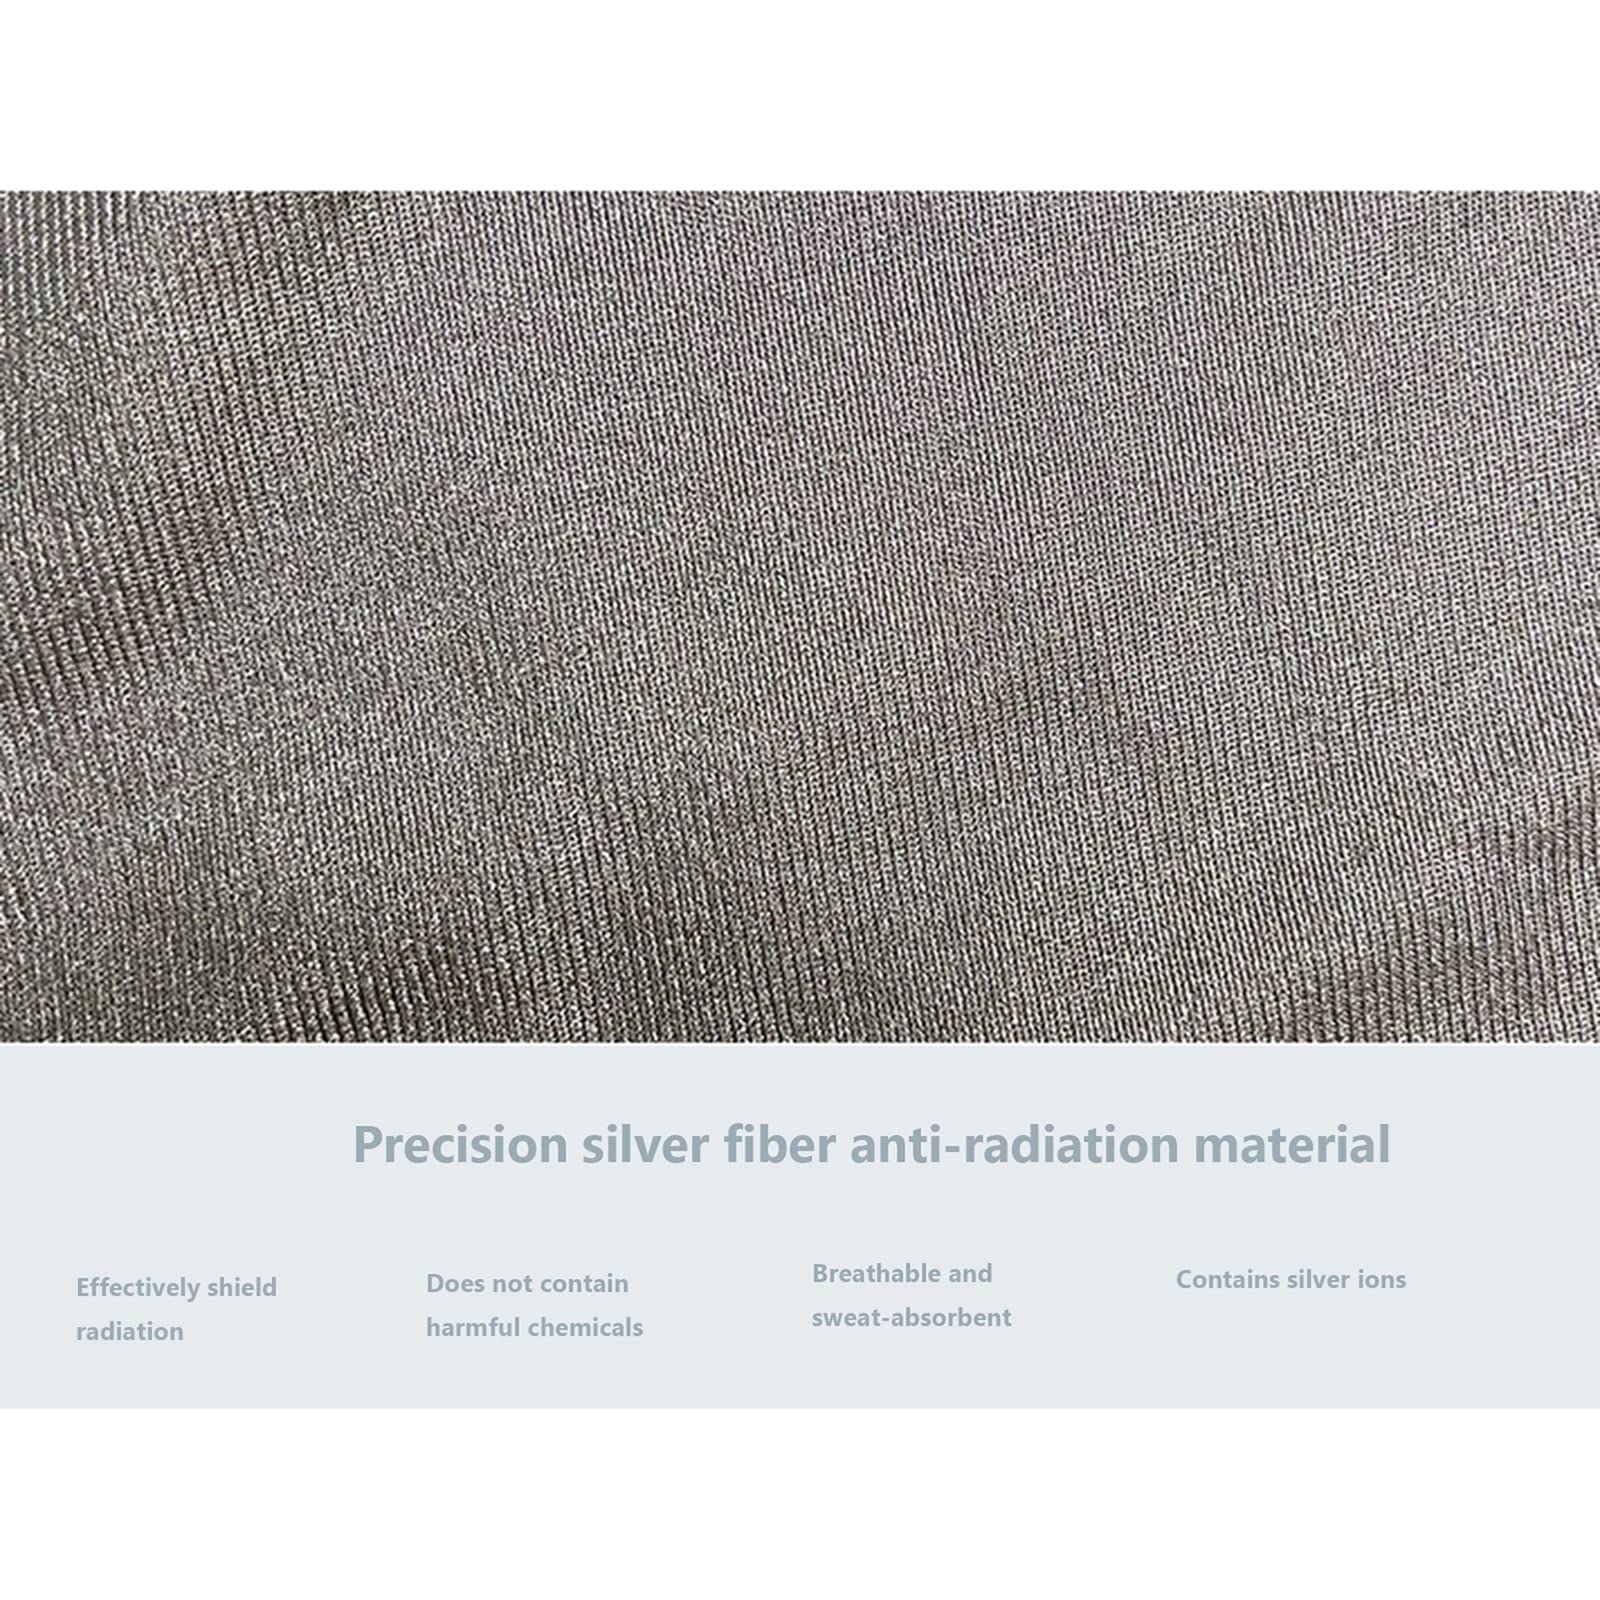 Precision silver fiber anti-radiation material
Effectively shield
radiation
Does not contain
harmful chemicals
Breathable and
sweat-absorbent
Contains silver ions